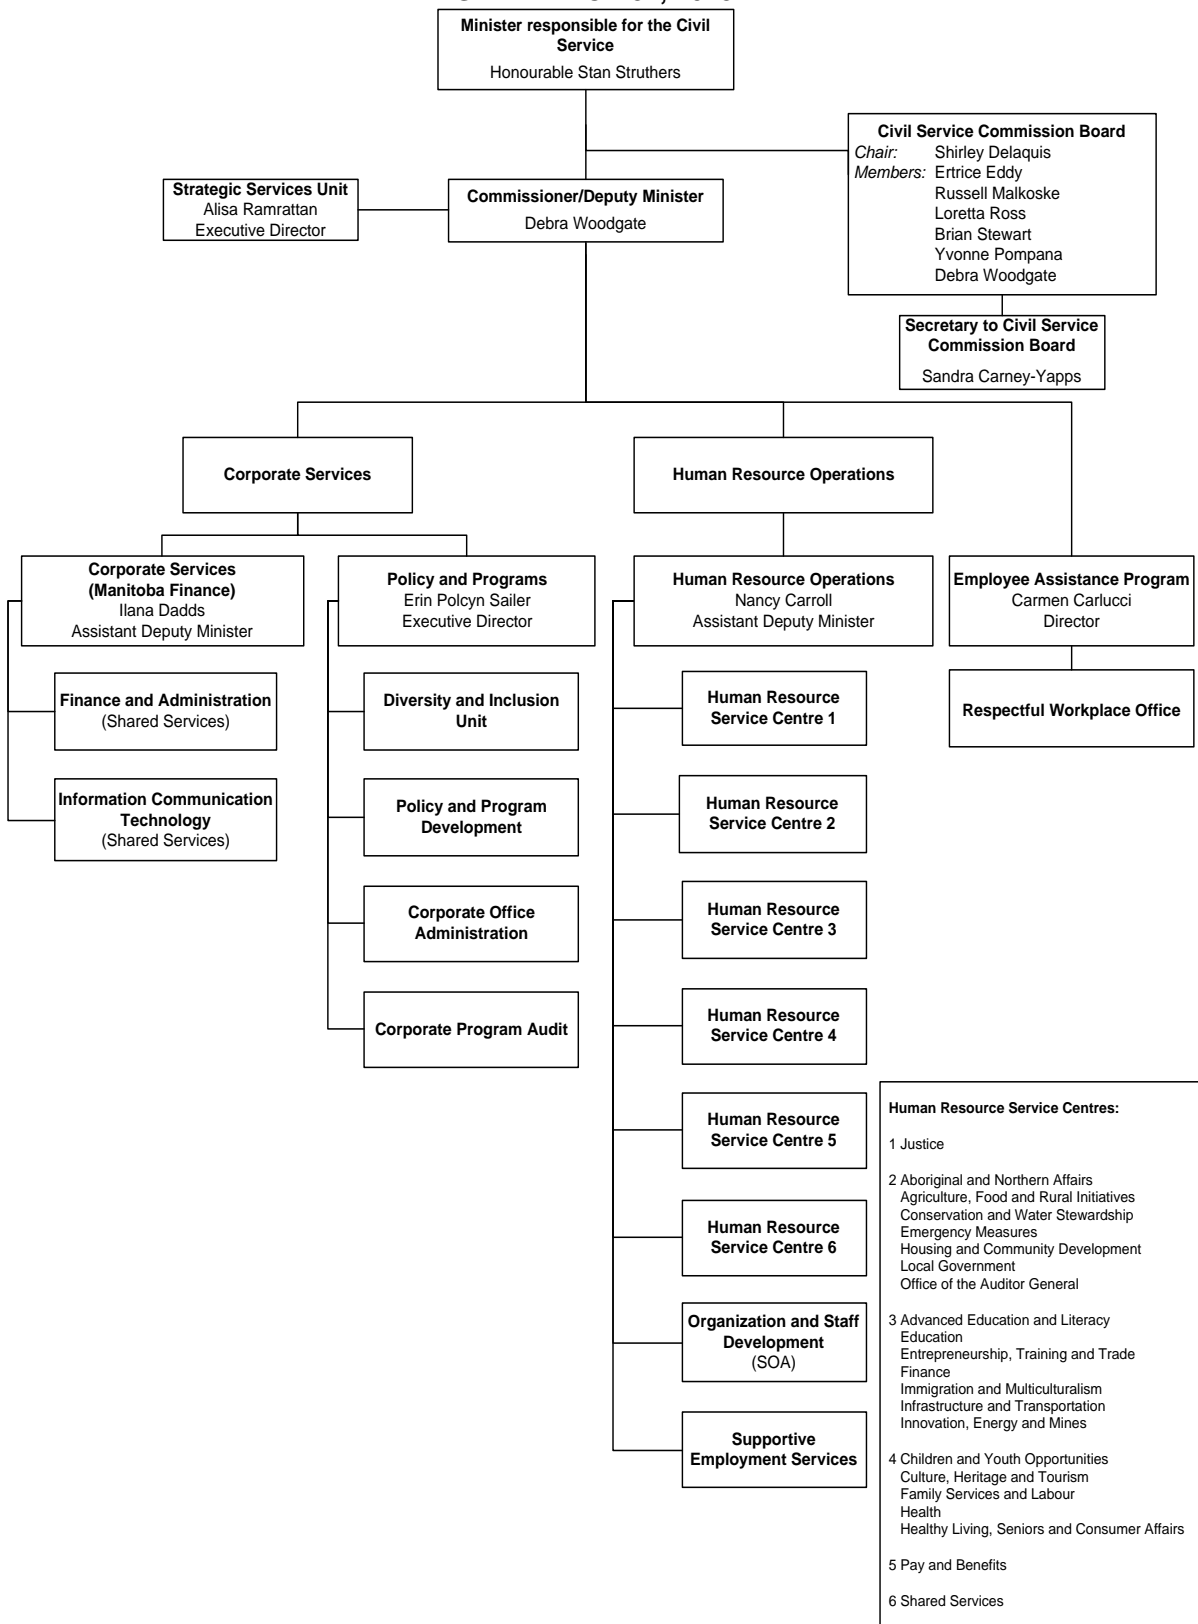 Minister responsible for the Civil
Service
Honourable Stan Struthers
Civil Service Commission Board
Chair: Shirley Delaquis
Members: Ertrice Eddy
Russell Malkoske
Loretta Ross
Brian Stewart
Yvonne Pompana
Debra Woodgate
Strategic Services Unit
Alisa Ramrattan
Executive Director
Commissioner/Deputy Minister
Debra Woodgate
Secretary to Civil Service
Commission Board
Sandra Carney-Yapps
Corporate Services
Human Resource Operations
Corporate Services
(Manitoba Finance)
Ilana Dadds
Assistant Deputy Minister
Policy and Programs
Erin Polcyn Sailer
Executive Director
Human Resource Operations
Nancy Carroll
Assistant Deputy Minister
Employee Assistance Program
Carmen Carlucci
Director
Finance and Administration
(Shared Services)
Information Communication
Technology
(Shared Services)
Diversity and Inclusion
Unit
Policy and Program
Development
Corporate Office
Administration
Corporate Program Audit
Human Resource
Service Centre 1
Human Resource
Service Centre 2
Human Resource
Service Centre 3
Human Resource
Service Centre 4
Human Resource
Service Centre 5
Human Resource
Service Centre 6
Organization and Staff
Development
(SOA)
Supportive
Employment Services
Respectful Workplace Office
Human Resource Service Centres:
1 Justice
2 Aboriginal and Northern Affairs
Agriculture, Food and Rural Initiatives
Conservation and Water Stewardship
Emergency Measures
Housing and Community Development
Local Government
Office of the Auditor General
3 Advanced Education and Literacy
Education
Entrepreneurship, Training and Trade
Finance
Immigration and Multiculturalism
Infrastructure and Transportation
Innovation, Energy and Mines
4 Children and Youth Opportunities
Culture, Heritage and Tourism
Family Services and Labour
Health
Healthy Living, Seniors and Consumer Affairs
5 Pay and Benefits
6 Shared Services